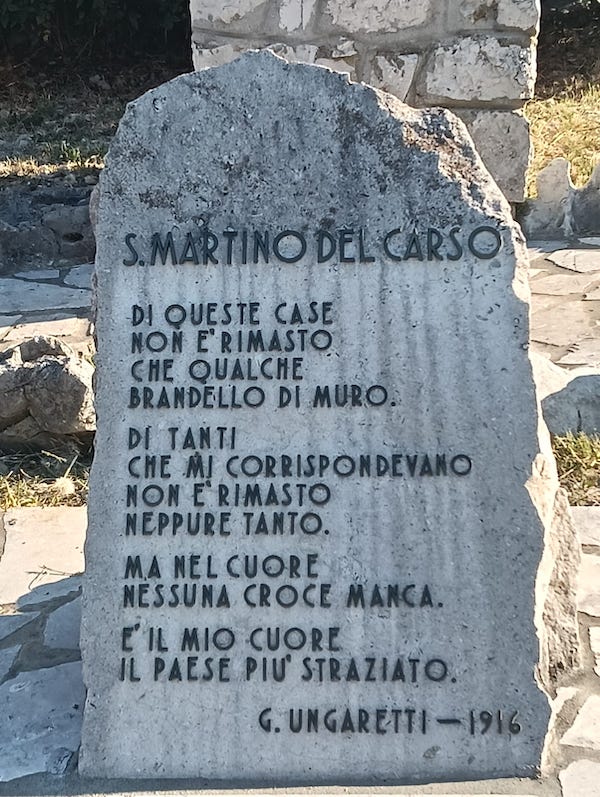 S. MARTINO DEL CARSO
DI QUESTE CASE
NON E' RIMASTO
CHE QUALCHE
BRANDELLO DI MURO.
DI TANTI
CHE MI CORRISPONDEVANO
NON E' RIMASTO
NEPPURE TANTO.
MA NEL CUORE
NESSUNA CROCE MANCA.
E' IL MIO CUORE
IL PAESE PIU' STRAZIATO.
G. UNGARETTI – 1916